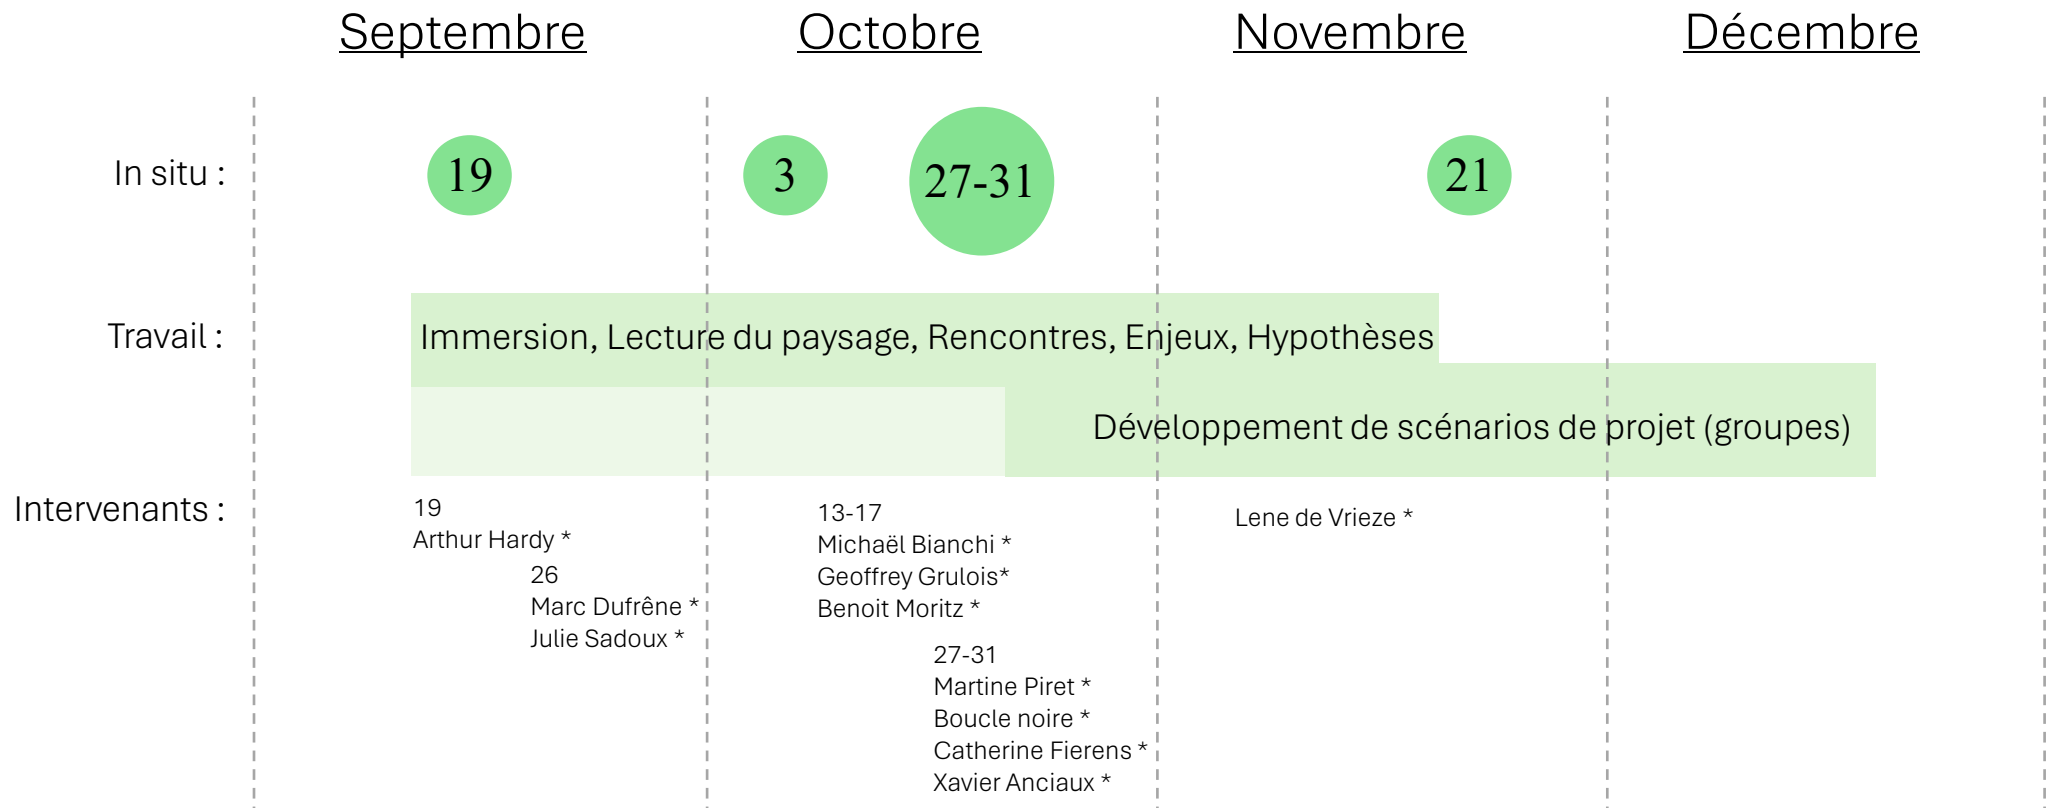 Septembre
Octobre
Novembre
Décembre
In situ :
19
3
27-31
21
Travail :
Immersion, Lecture du paysage, Rencontres, Enjeux, Hypothèses
Développement de scénarios de projet (groupes)
Intervenants :
19
Arthur Hardy *
26
Marc Dufrêne *
Julie Sadoux *
13-17
Michaël Bianchi *
Geoffrey Grulois*
Benoit Moritz *
27-31
Martine Piret *
Boucle noire *
Catherine Fierens *
Xavier Anciaux *
Lene de Vrieze *